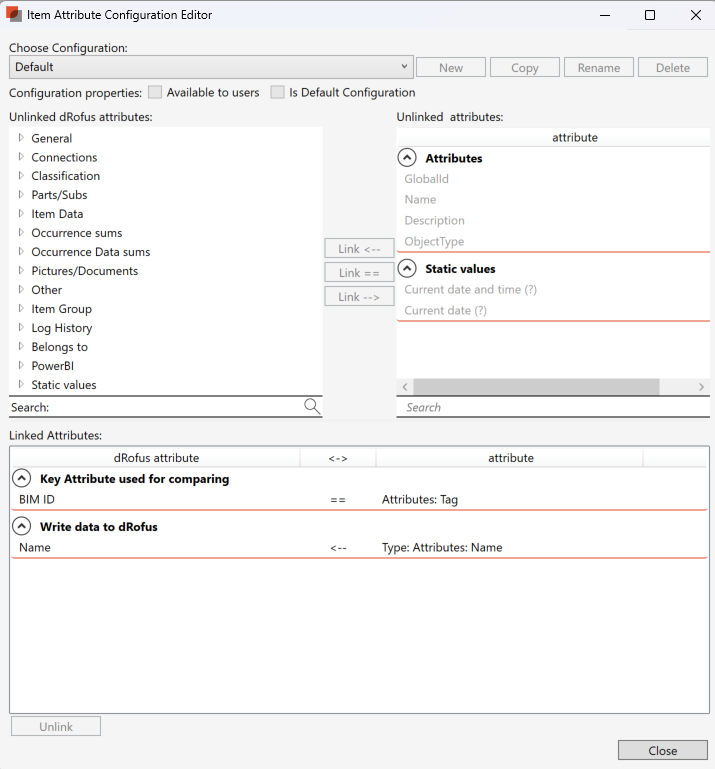 Item Attribute Configuration Editor
Choose Configuration:
Default
New
Copy
Rename
Delete
Configuration properties:
Available to users
Is Default Configuration
Unlinked dRofus attributes:
General
Connections
Classification
Parts/Subs
Item Data
Occurrence sums
Occurrence Data sums
Pictures/Documents
Other
Item Group
Log History
Belongs to
PowerBI
Static values
Search:
Link <--
Link ==
Link -->
Unlinked  attributes:
attribute
Attributes
GlobalId
Name
Description
ObjectType
Static values
Current date and time (?)
Current date (?)
Search
Linked Attributes:
dRofus attribute <-> attribute
Key Attribute used for comparing
BIM ID == Attributes: Tag
Write data to dRofus
Name <-- Type: Attributes: Name
Unlink
Close